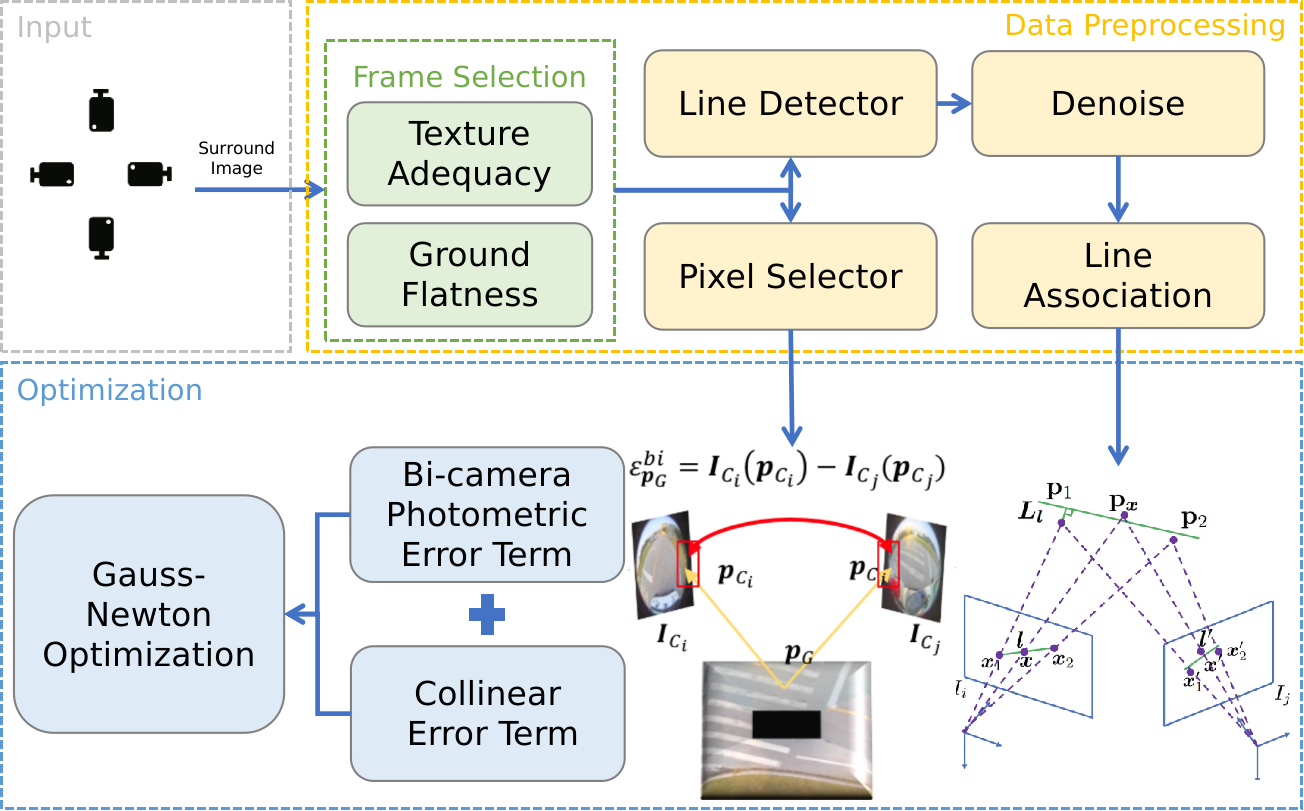 Input
Surround
Image
Data Preprocessing
Frame Selection
Texture
Adequacy
Ground
Flatness
Line Detector
Denoise
Pixel Selector
Line
Association
Optimization
Gauss-
Newton
Optimization
Bi-camera
Photometric
Error Term
Collinear
Error Term
ε^{bi}_{p_G} = I_{C_i}(p_{C_i}) − I_{C_j}(p_{C_j})
p_{C_i}
I_{C_i}
I_{C_j}
p_G
p_1
L_l
p_x
p_2
l
x_1
x
x_2
I_i
l'
x'_2
x'_1
I_j